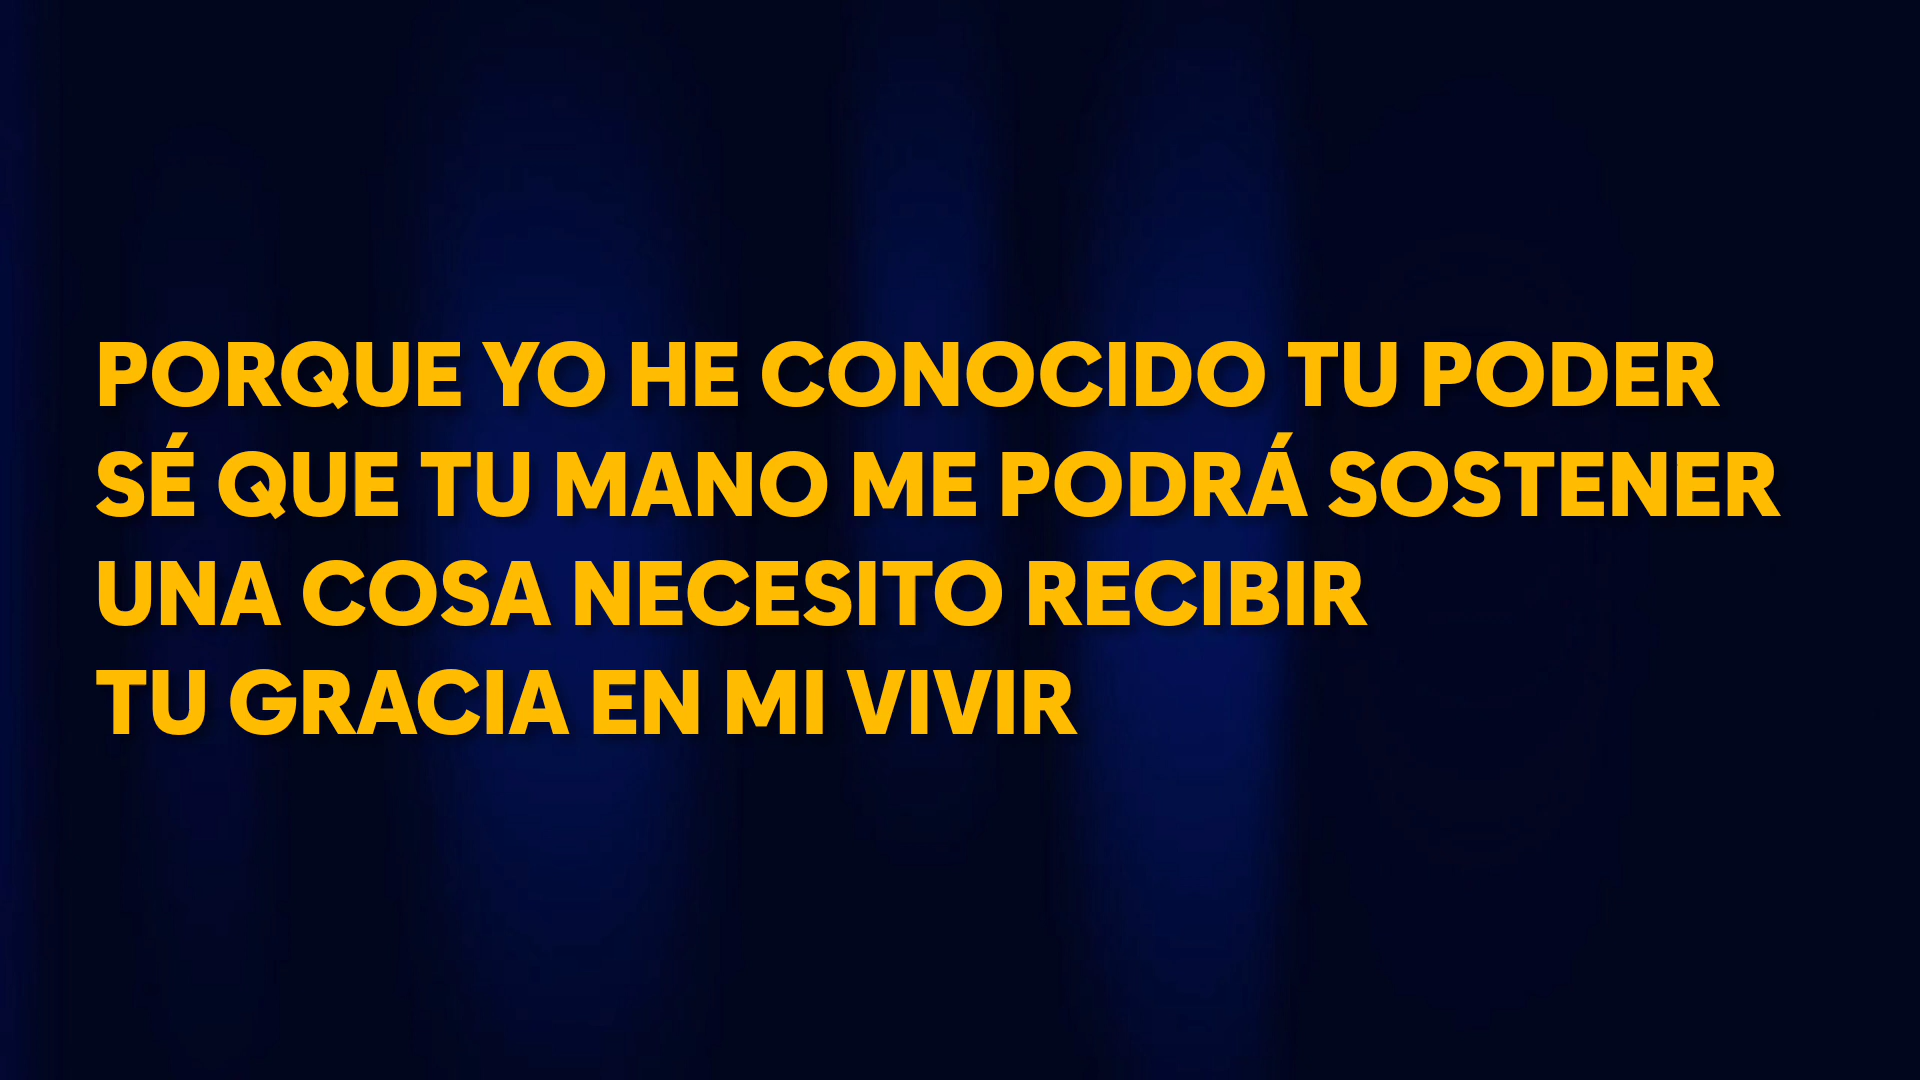 PORQUE YO HE CONOCIDO TU PODER
SÉ QUE TU MANO ME PODRÁ SOSTENER
UNA COSA NECESITO RECIBIR
TU GRACIA EN MI VIVIR